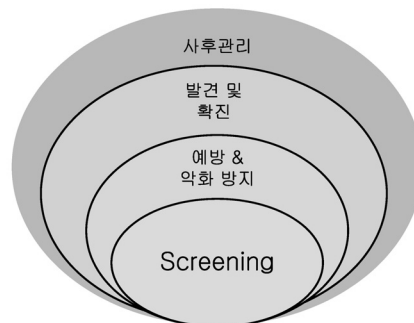 사후관리
발견 및
확진
예방 &
악화 방지
Screening